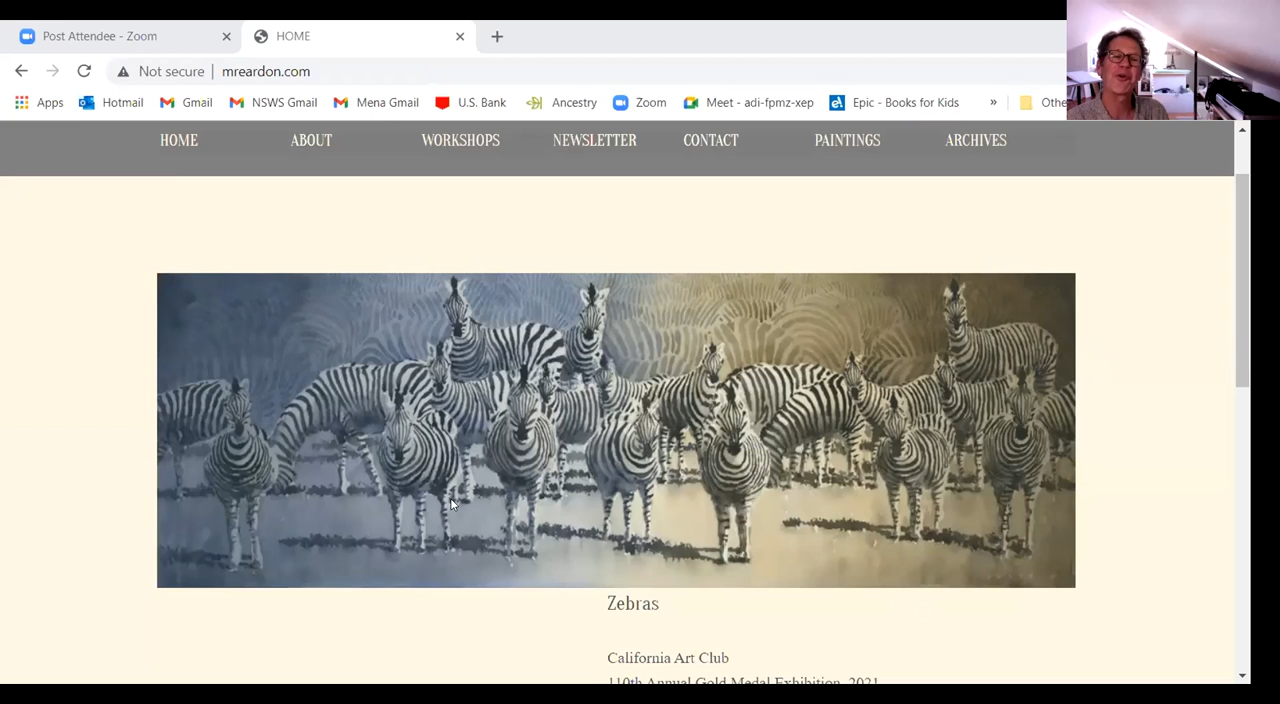 Post Attendee - Zoom
HOME
Not secure | mreardon.com
Apps Hotmail Gmail NSWS Gmail Mena Gmail U.S. Bank Ancestry Zoom Meet - adi-fpmz-xep Epic - Books for Kids » Othe
HOME ABOUT WORKSHOPS NEWSLETTER CONTACT PAINTINGS ARCHIVES
Zebras
California Art Club
110th Annual Gold Medal Exhibition, 2021